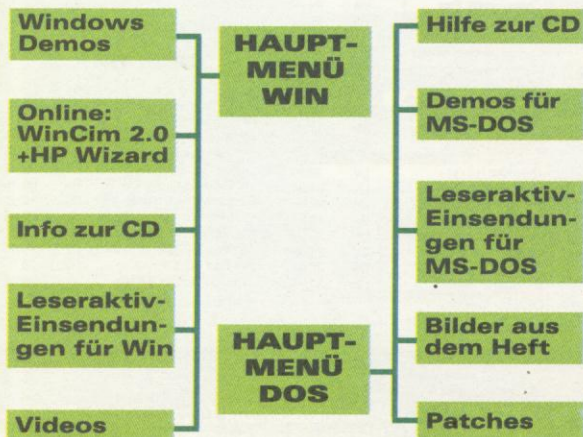 Windows
Demos
Online:
WinCim 2.0
+HP Wizard
Info zur CD
Leseraktiv-
Einsendun-
gen für Win
Videos
HAUPT-
MENÜ
WIN
HAUPT-
MENÜ
DOS
Hilfe zur CD
Demos für
MS-DOS
Leseraktiv-
Einsendun-
gen für
MS-DOS
Bilder aus
dem Heft
Patches